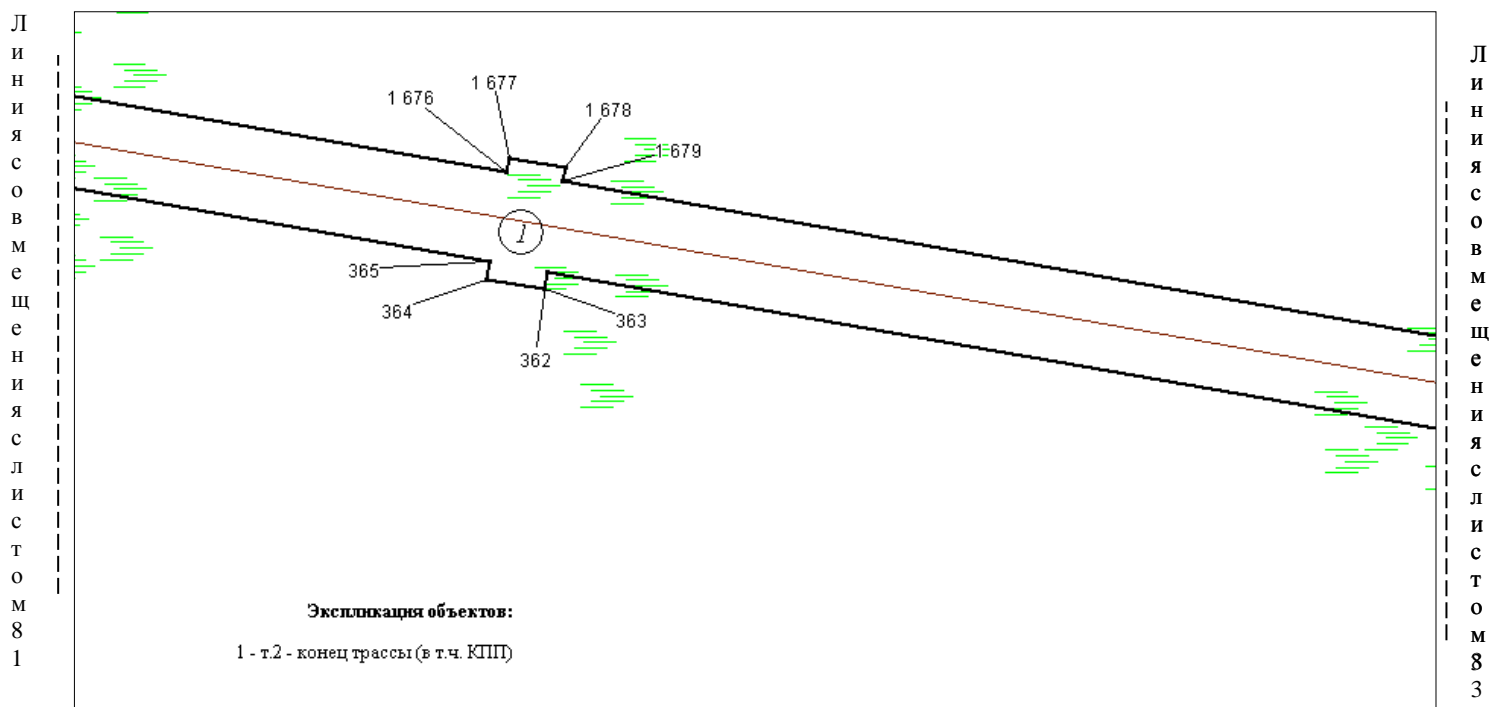 Линия совмещения с листом 81
1 677
1 676
1 678
1 679
1
365
364
363
362
Экспликация объектов:
1 - т.2 - конец трассы (в т.ч. КПП)
Линия совмещения с листом 83